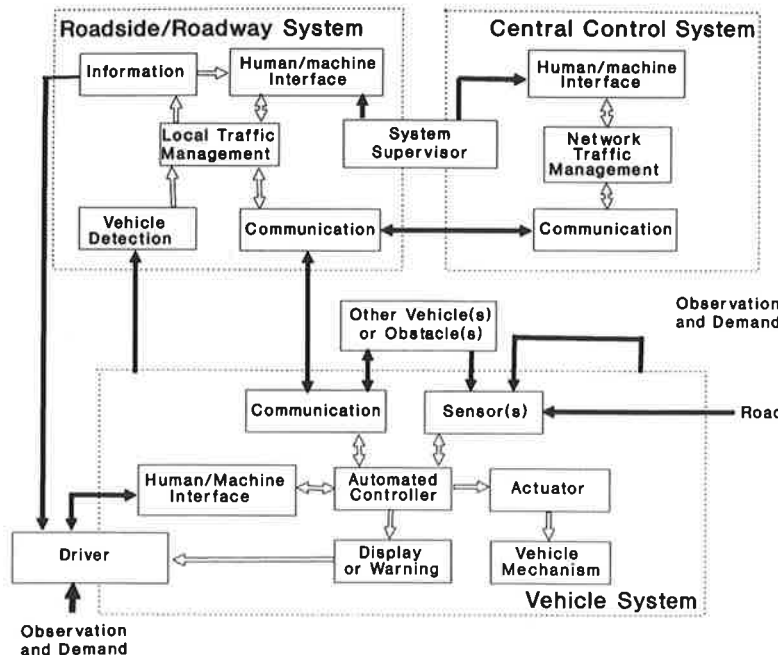 Roadside/Roadway System
Central Control System
Information
Human/machine
Interface
Human/machine
Interface
Local Traffic
Management
System
Supervisor
Network
Traffic
Management
Vehicle
Detection
Communication
Communication
Other Vehicle(s)
or Obstacle(s)
Observation
and Demand
Communication
Sensor(s)
Road
Human/Machine
Interface
Automated
Controller
Actuator
Driver
Display
or Warning
Vehicle
Mechanism
Vehicle System
Observation
and Demand